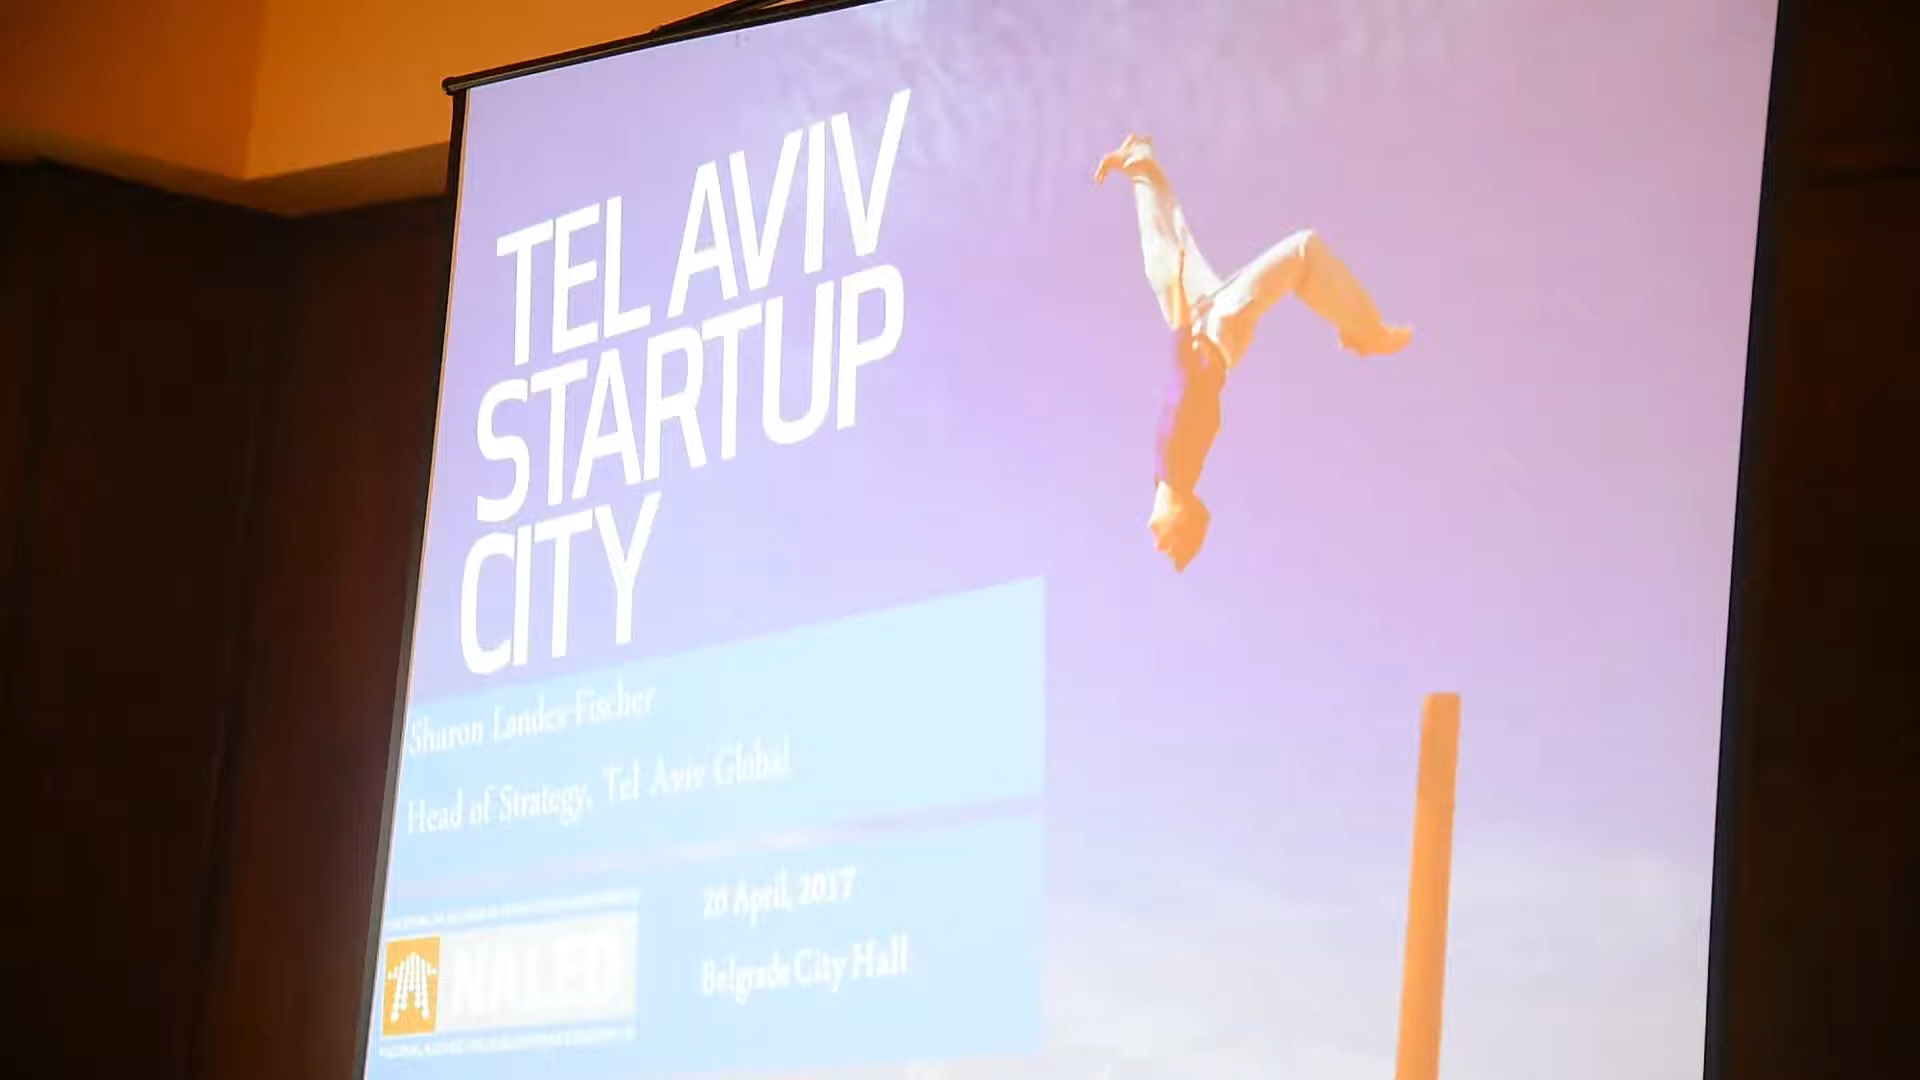 TEL AVIV
STARTUP
CITY
Sharon Landes-Fischer
Head of Strategy, Tel Aviv Global
20 April, 2017
Belgrade City Hall
NALED